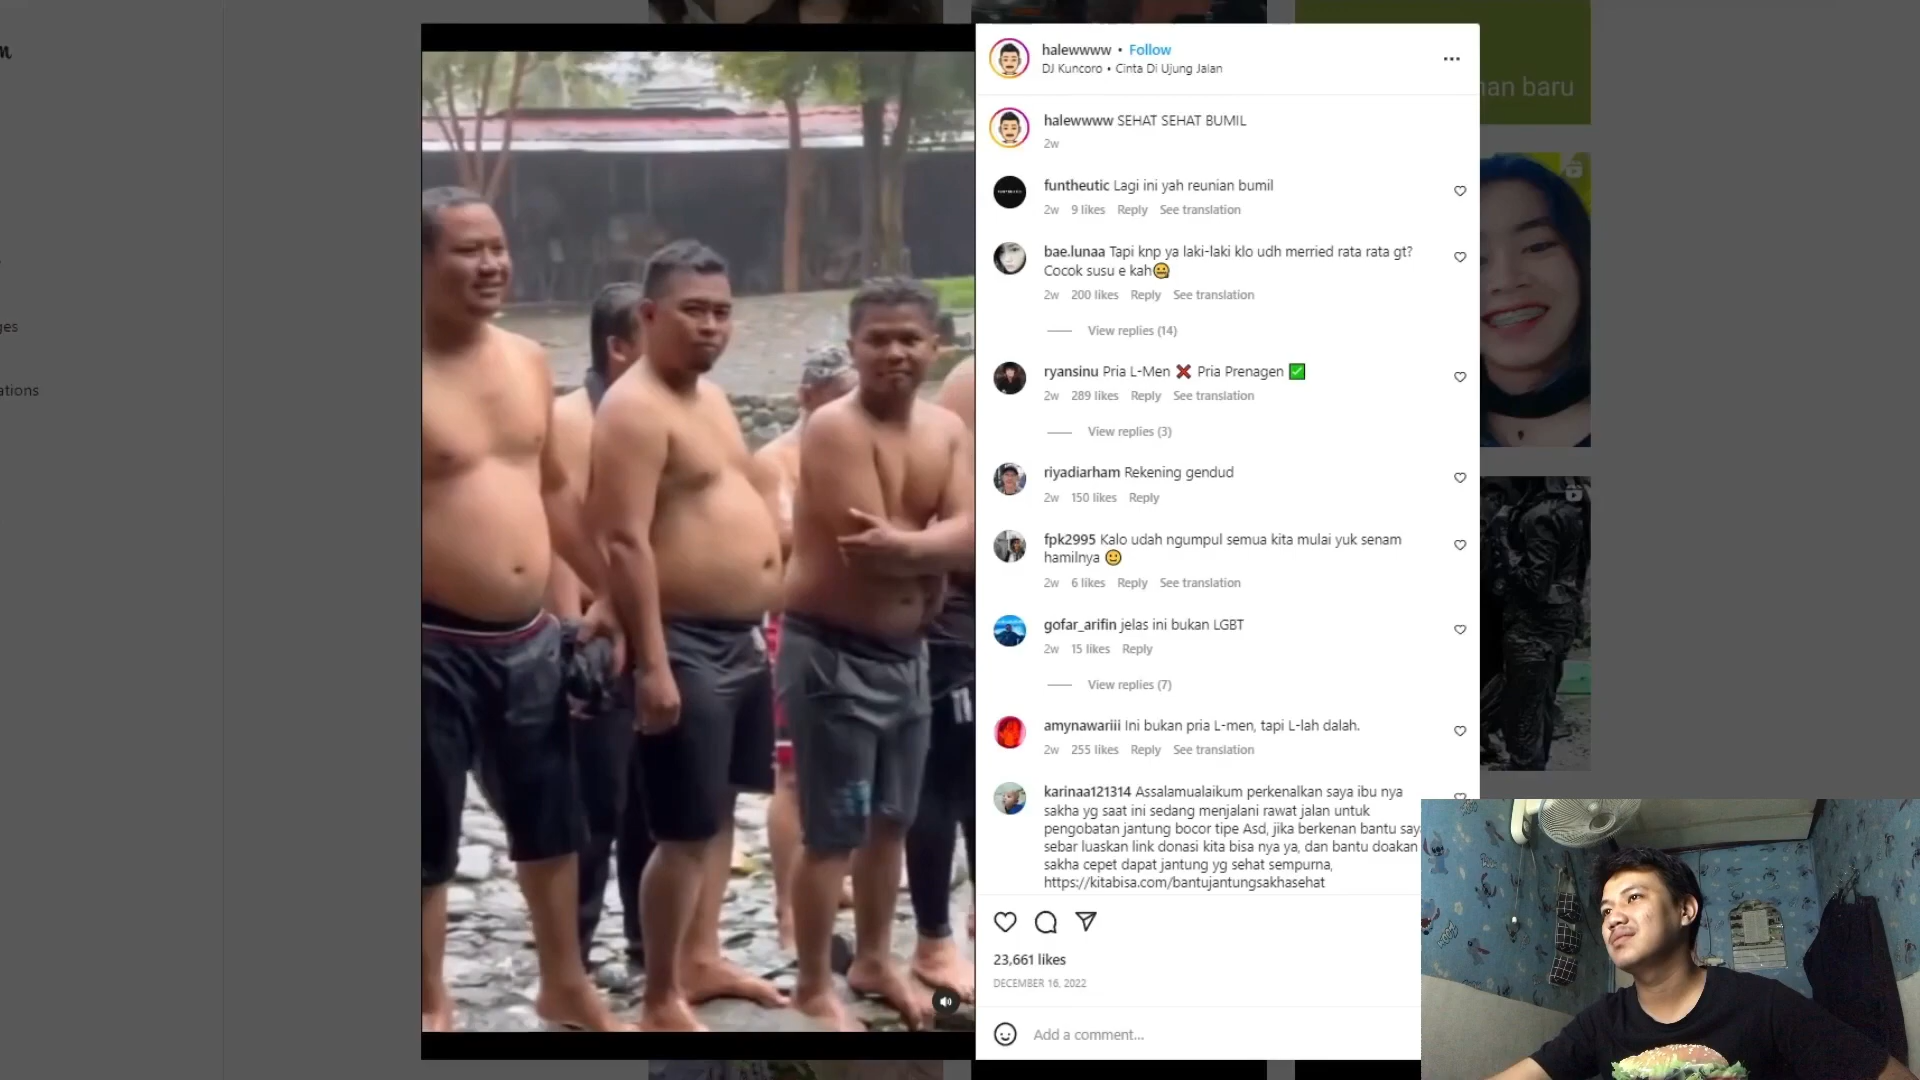 m
ges
ations
nan baru
halewwww • Follow
DJ Kuncoro • Cinta Di Ujung Jalan
halewwww SEHAT SEHAT BUMIL
2w
funtheutic Lagi ini yah reunian bumil
2w 9 likes Reply See translation
bae.lunaa Tapi knp ya laki-laki klo udh merried rata rata gt?
Cocok susu e kah🤐
2w 200 likes Reply See translation
View replies (14)
ryansinu Pria L-Men ❌ Pria Prenagen ✅
2w 289 likes Reply See translation
View replies (3)
riyadiarham Rekening gendud
2w 150 likes Reply
fpk2995 Kalo udah ngumpul semua kita mulai yuk senam
hamilnya 🙂
2w 6 likes Reply See translation
gofar_arifin jelas ini bukan LGBT
2w 15 likes Reply
View replies (7)
amynawariii Ini bukan pria L-men, tapi L-lah dalah.
2w 255 likes Reply See translation
karinaa121314 Assalamualaikum perkenalkan saya ibu nya
sakha yg saat ini sedang menjalani rawat jalan untuk
pengobatan jantung bocor tipe Asd, jika berkenan bantu say
sebar luaskan link donasi kita bisa nya ya, dan bantu doakan
sakha cepet dapat jantung yg sehat sempurna,
https://kitabisa.com/bantujantungsakhasehat
23,661 likes
DECEMBER 16, 2022
Add a comment...